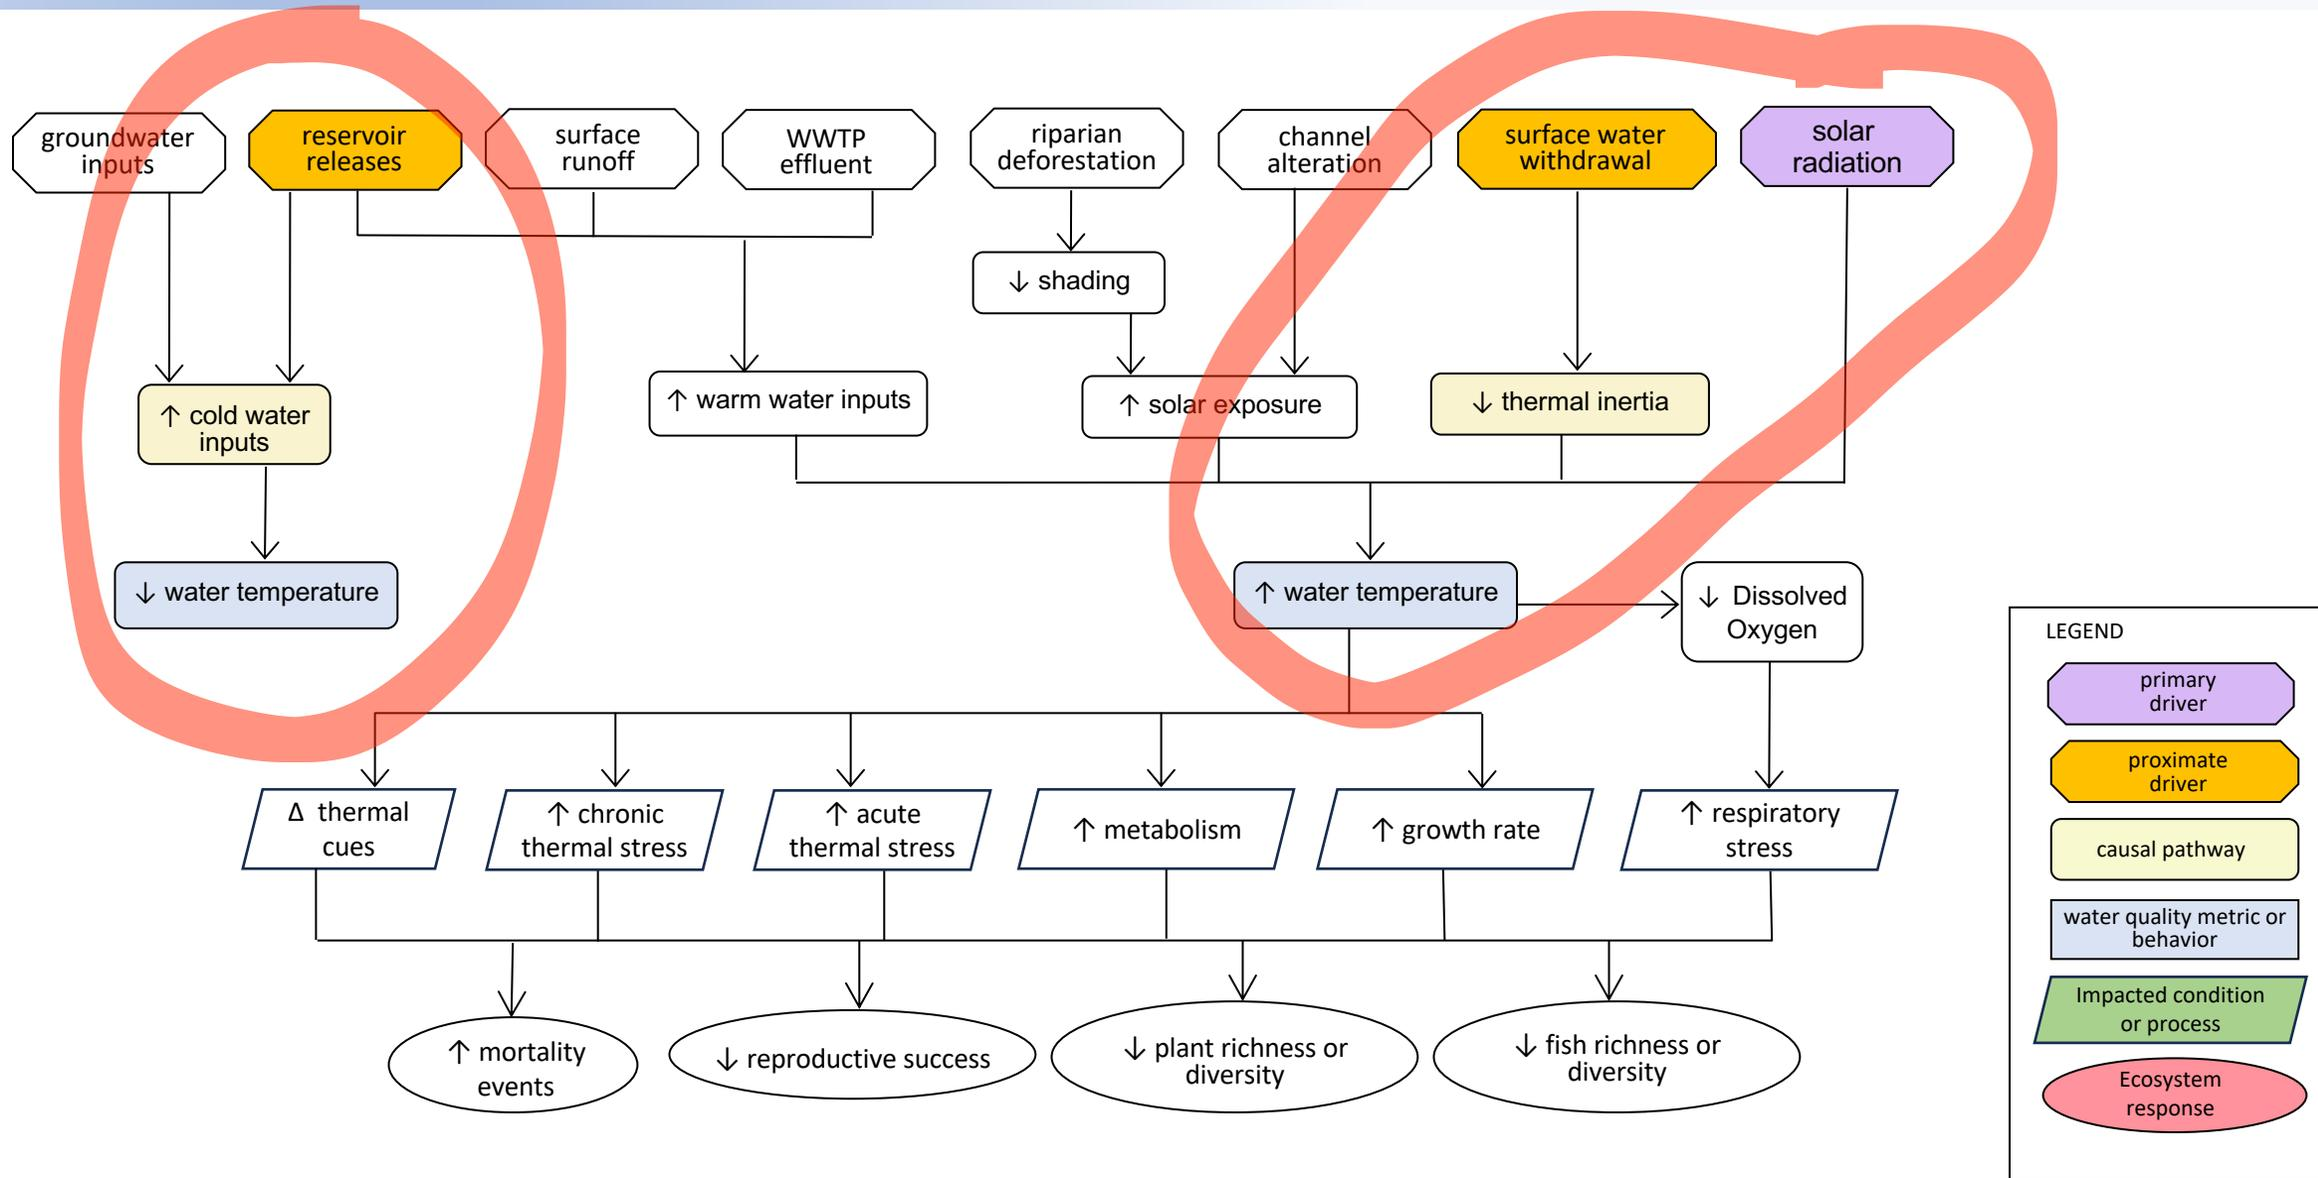 groundwater
inputs
reservoir
releases
surface
runoff
WWTP
effluent
riparian
deforestation
channel
alteration
surface water
withdrawal
solar
radiation
↓ shading
↑ cold water
inputs
↑ warm water inputs
↑ solar exposure
↓ thermal inertia
↓ water temperature
↑ water temperature
↓ Dissolved
Oxygen
Δ thermal
cues
↑ chronic
thermal stress
↑ acute
thermal stress
↑ metabolism
↑ growth rate
↑ respiratory
stress
↑ mortality
events
↓ reproductive success
↓ plant richness or
diversity
↓ fish richness or
diversity
LEGEND
primary
driver
proximate
driver
causal pathway
water quality metric or
behavior
Impacted condition
or process
Ecosystem
response